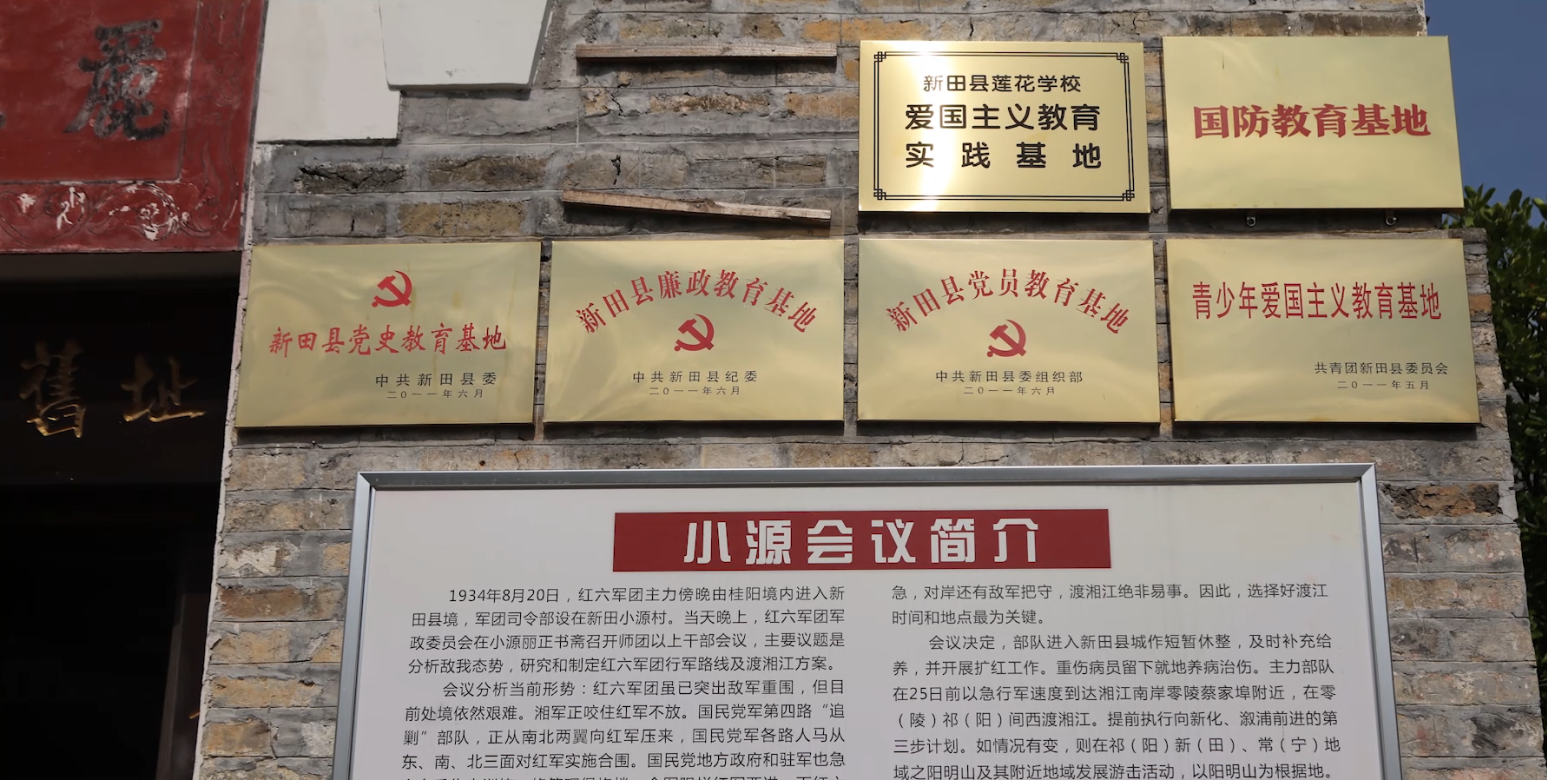 麗
舊址
新田县莲花学校
爱国主义教育
实践基地
国防教育基地
新田县党史教育基地
中共新田县委
二〇一一年六月
新田县廉政教育基地
中共新田县纪委
二〇一一年六月
新田县党员教育基地
中共新田县委组织部
二〇一一年六月
青少年爱国主义教育基地
共青团新田县委员会
二〇一一年五月
小源会议简介
1934年8月20日，红六军团主力傍晚由桂阳境内进入新
田县境，军团司令部设在新田小源村。当天晚上，红六军团军
政委员会在小源丽正书斋召开师团以上干部会议，主要议题是
分析敌我态势，研究和制定红六军团行军路线及渡湘江方案。
会议分析当前形势：红六军团虽已突出敌军重围，但目
前处境依然艰难。湘军正咬住红军不放。国民党军第四路“追
剿”部队，正从南北两翼向红军压来，国民党军各路人马从
东、南、北三面对红军实施合围。国民党地方政府和驻军也急
急，对岸还有敌军把守，渡湘江绝非易事。因此，选择好渡江
时间和地点最为关键。
会议决定，部队进入新田县城作短暂休整，及时补充给
养，并开展扩红工作。重伤病员留下就地养病治伤。主力部队
在25日前以急行军速度到达湘江南岸零陵蔡家埠附近，在零
（陵）祁（阳）间西渡湘江。提前执行向新化、溆浦前进的第
三步计划。如情况有变，则在祁（阳）新（田）、常（宁）地
域之阳明山及其附近地域发展游击活动，以阳明山为根据地。